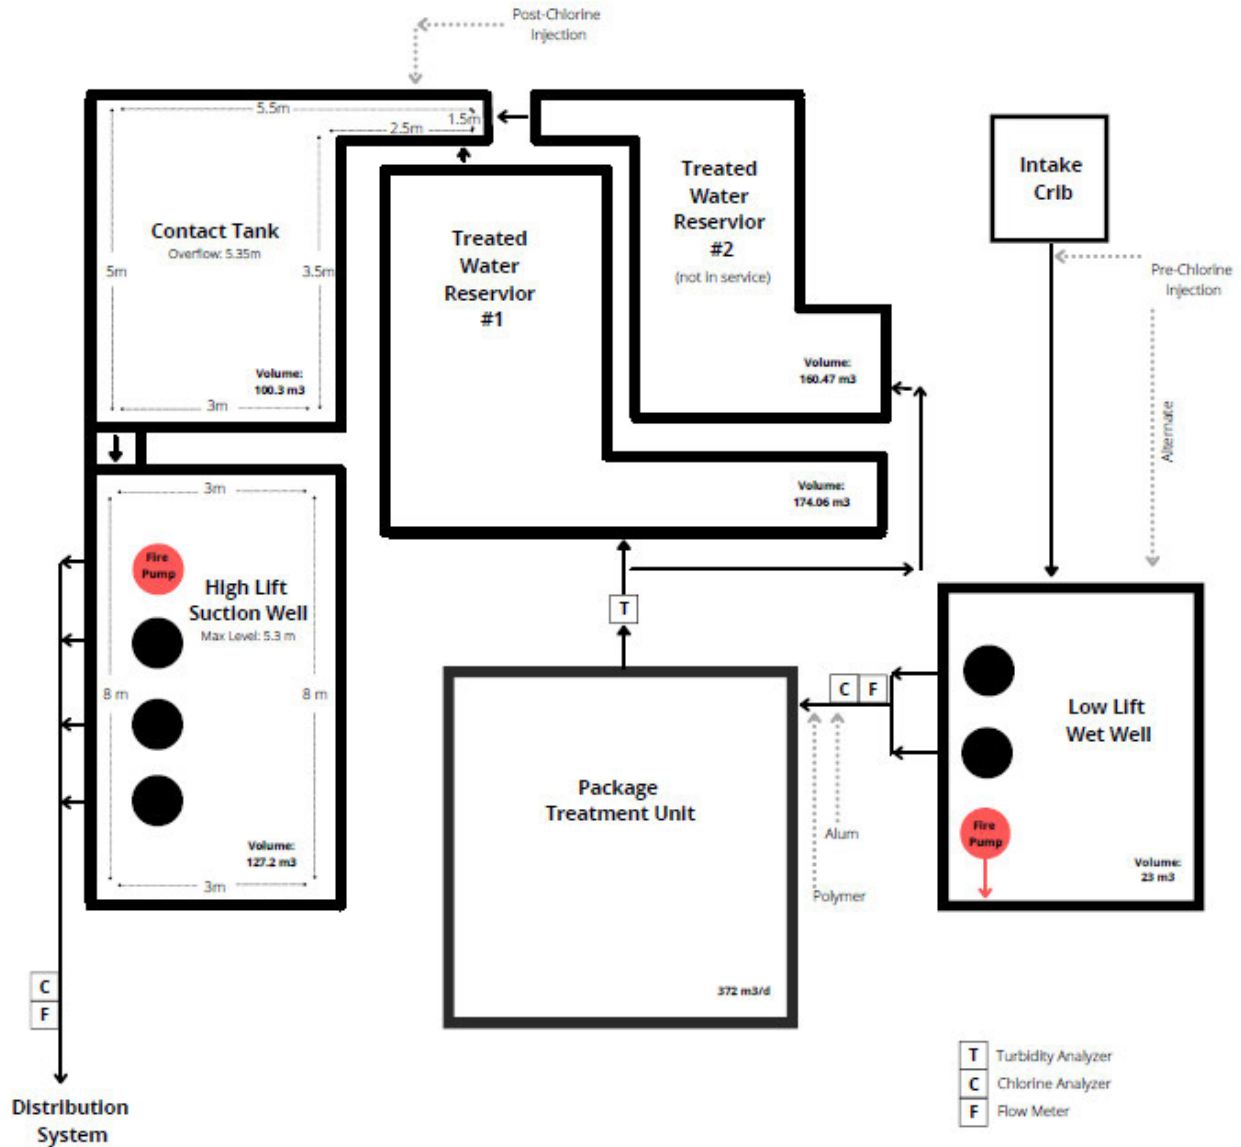 Post-Chlorine
Injection
5.5m
1.5m
2.5m
Contact Tank
Overflow: 5.35m
5m
3.5m
Volume:
100.3 m3
3m
Treated
Water
Reservior
#1
Volume:
174.06 m3
Treated
Water
Reservior
#2
(not in service)
Volume:
160.47 m3
Intake
Crib
Pre-Chlorine
Injection
Alternate
3m
Fire
Pump
High Lift
Suction Well
Max Level: 5.3 m
8 m
8 m
Volume:
127.2 m3
3m
T
C F
Package
Treatment Unit
372 m3/d
Alum
Polymer
Low Lift
Wet Well
Fire
Pump
Volume:
23 m3
C
F
Distribution
System
T Turbidity Analyzer
C Chlorine Analyzer
F Flow Meter